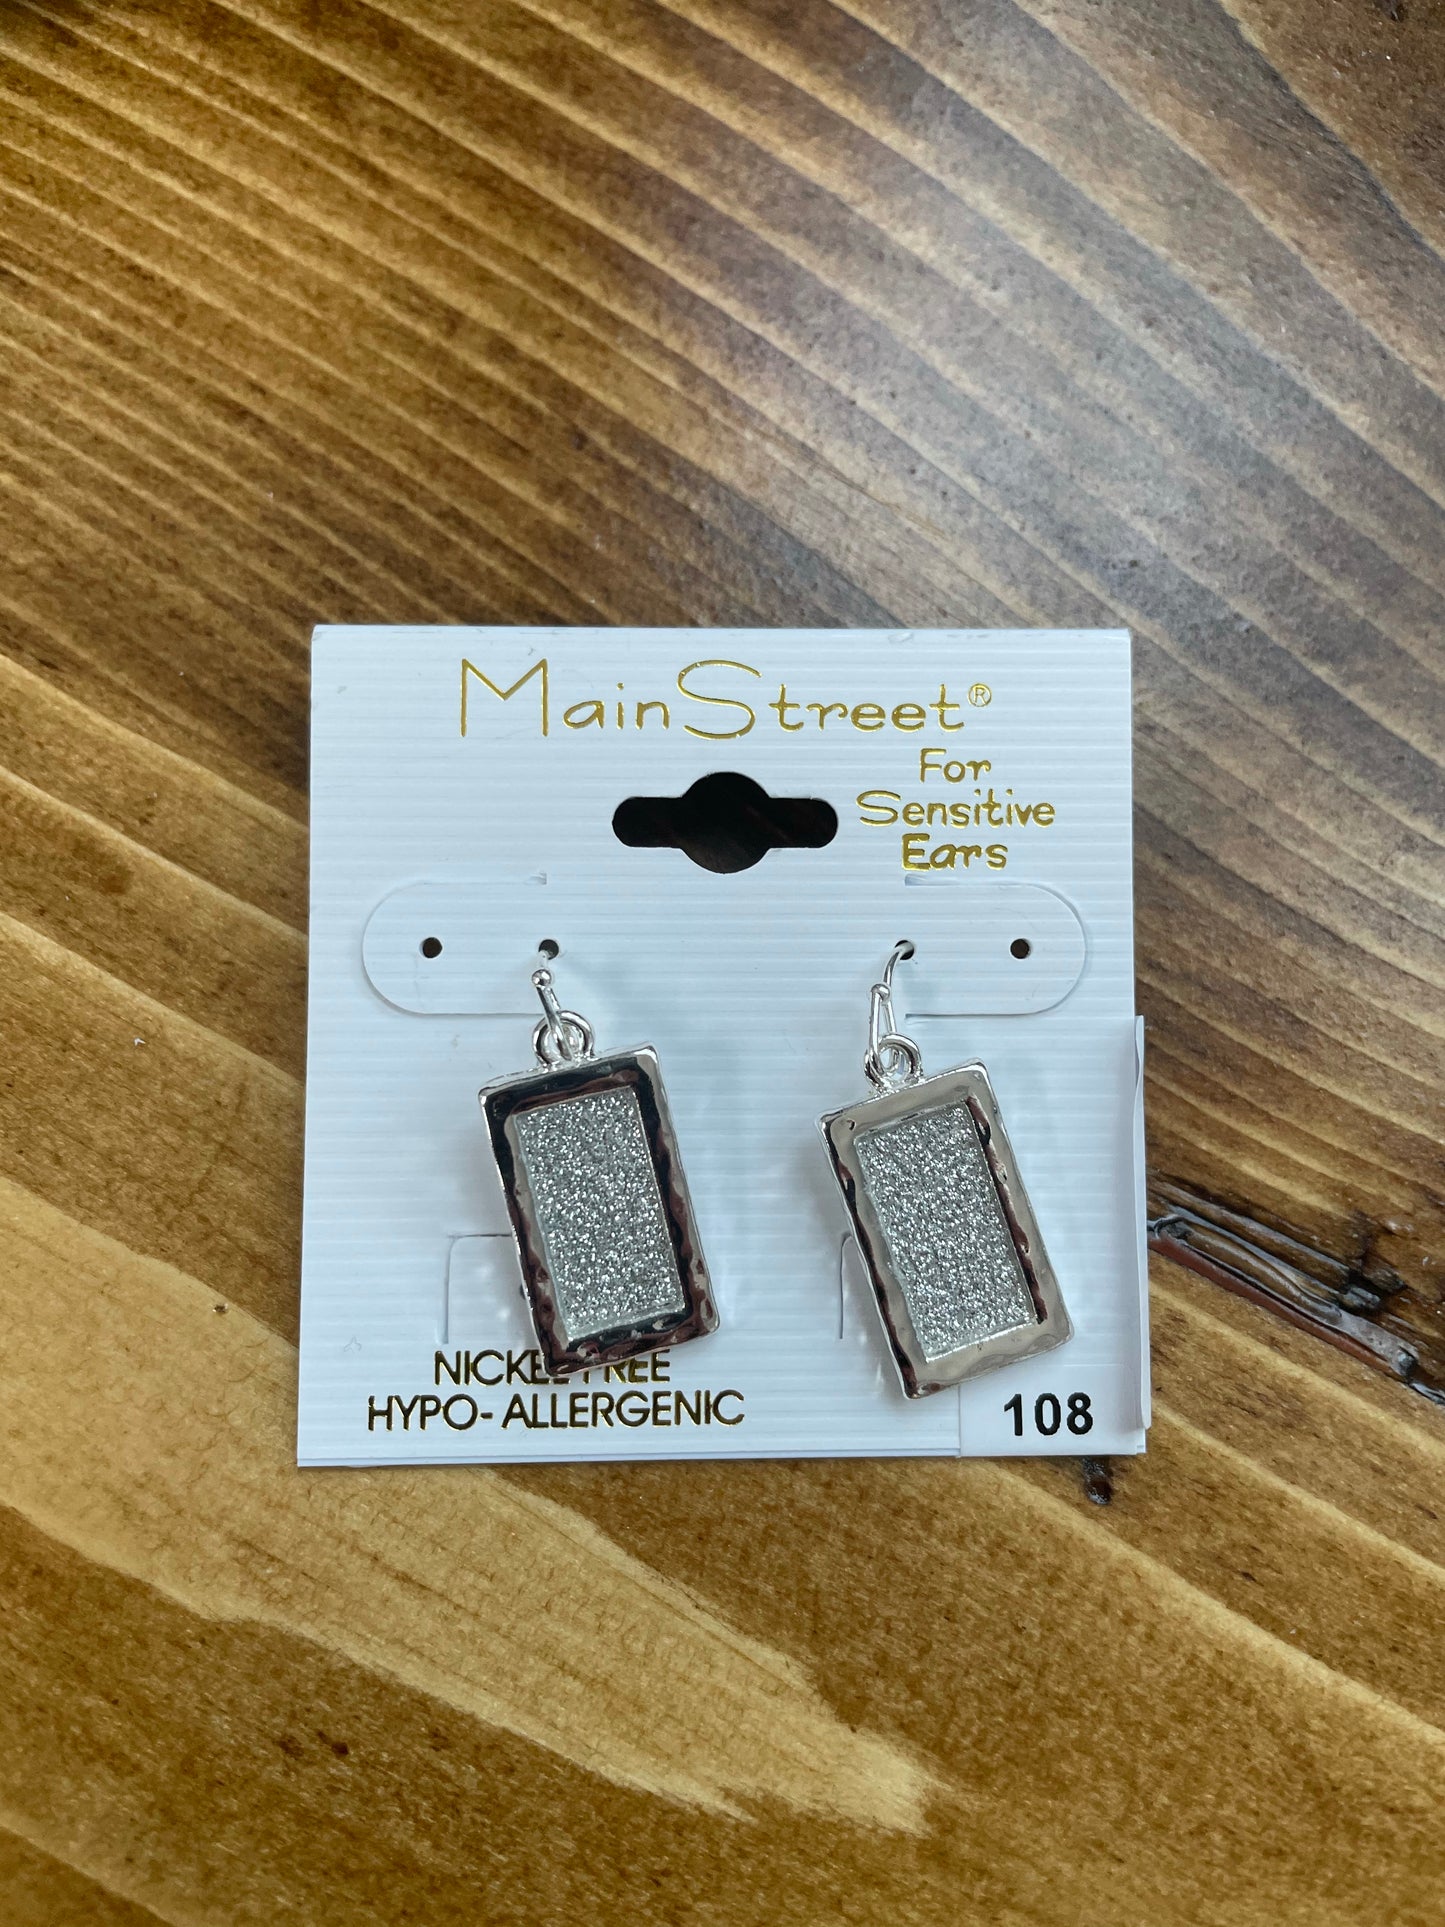 MainStreet®
For
Sensitive
Ears
NICKEL FREE
HYPO-ALLERGENIC
108